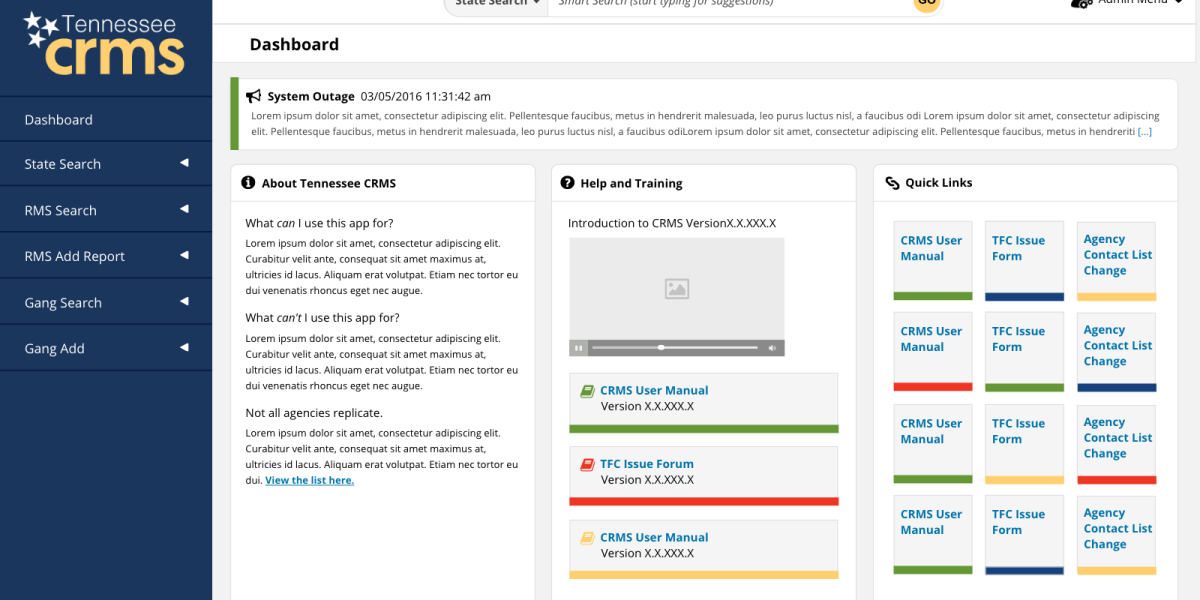 State Search
Smart Search (start typing for suggestions)
GO
Admin Menu
Tennessee
crms
Dashboard
Dashboard
State Search
RMS Search
RMS Add Report
Gang Search
Gang Add
System Outage 03/05/2016 11:31:42 am
Lorem ipsum dolor sit amet, consectetur adipiscing elit. Pellentesque faucibus, metus in hendrerit malesuada, leo purus luctus nisl, a faucibus odi Lorem ipsum dolor sit amet, consectetur adipiscing
elit. Pellentesque faucibus, metus in hendrerit malesuada, leo purus luctus nisl, a faucibus odiLorem ipsum dolor sit amet, consectetur adipiscing elit. Pellentesque faucibus, metus in hendreriti [...]
About Tennessee CRMS
What can I use this app for?
Lorem ipsum dolor sit amet, consectetur adipiscing elit.
Curabitur velit ante, consequat sit amet maximus at,
ultricies id lacus. Aliquam erat volutpat. Etiam nec tortor eu
dui venenatis rhoncus eget nec augue.
What can't I use this app for?
Lorem ipsum dolor sit amet, consectetur adipiscing elit.
Curabitur velit ante, consequat sit amet maximus at,
ultricies id lacus. Aliquam erat volutpat. Etiam nec tortor eu
dui venenatis rhoncus eget nec augue.
Not all agencies replicate.
Lorem ipsum dolor sit amet, consectetur adipiscing elit.
Curabitur velit ante, consequat sit amet maximus at,
ultricies id lacus. Aliquam erat volutpat. Etiam nec tortor eu
dui. View the list here.
Help and Training
Introduction to CRMS VersionX.X.XXX.X
CRMS User Manual
Version X.X.XXX.X
TFC Issue Forum
Version X.X.XXX.X
CRMS User Manual
Version X.X.XXX.X
Quick Links
CRMS User
Manual
TFC Issue
Form
Agency
Contact List
Change
CRMS User
Manual
TFC Issue
Form
Agency
Contact List
Change
CRMS User
Manual
TFC Issue
Form
Agency
Contact List
Change
CRMS User
Manual
TFC Issue
Form
Agency
Contact List
Change